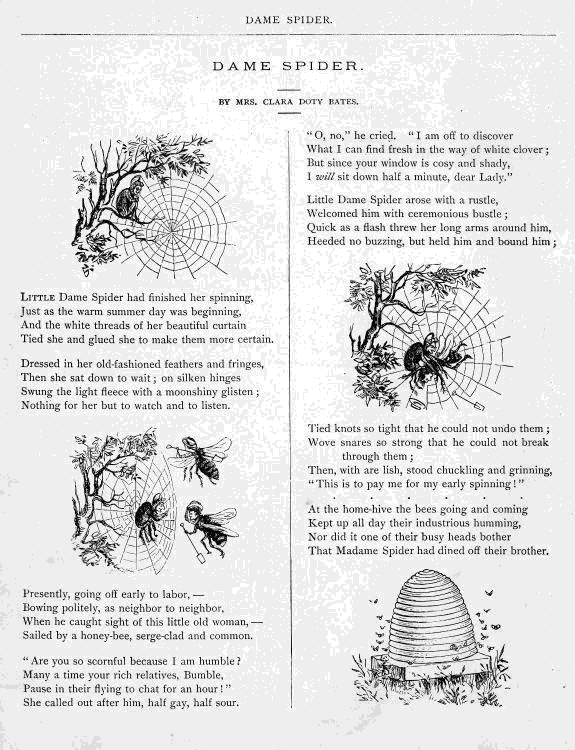 DAME SPIDER.
DAME SPIDER.
BY MRS. CLARA DOTY BATES.
LITTLE Dame Spider had finished her spinning,
Just as the warm summer day was beginning,
And the white threads of her beautiful curtain
Tied she and glued she to make them more certain.
Dressed in her old-fashioned feathers and fringes,
Then she sat down to wait; on silken hinges
Swung the light fleece with a moonshiny glisten;
Nothing for her but to watch and to listen.
Presently, going off early to labor,—
Bowing politely, as neighbor to neighbor,
When he caught sight of this little old woman,—
Sailed by a honey-bee, serge-clad and common.
"Are you so scornful because I am humble?
Many a time your rich relatives, Bumble,
Pause in their flying to chat for an hour!"
She called out after him, half gay, half sour.
"O, no," he cried. "I am off to discover
What I can find fresh in the way of white clover;
But since your window is cosy and shady,
I will sit down half a minute, dear Lady."
Little Dame Spider arose with a rustle,
Welcomed him with ceremonious bustle;
Quick as a flash threw her long arms around him,
Heeded no buzzing, but held him and bound him;
Tied knots so tight that he could not undo them;
Wove snares so strong that he could not break
through them;
Then, with are lish, stood chuckling and grinning,
"This is to pay me for my early spinning!"
. . . . . . .
At the home-hive the bees going and coming
Kept up all day their industrious humming,
Nor did it one of their busy heads bother
That Madame Spider had dined off their brother.